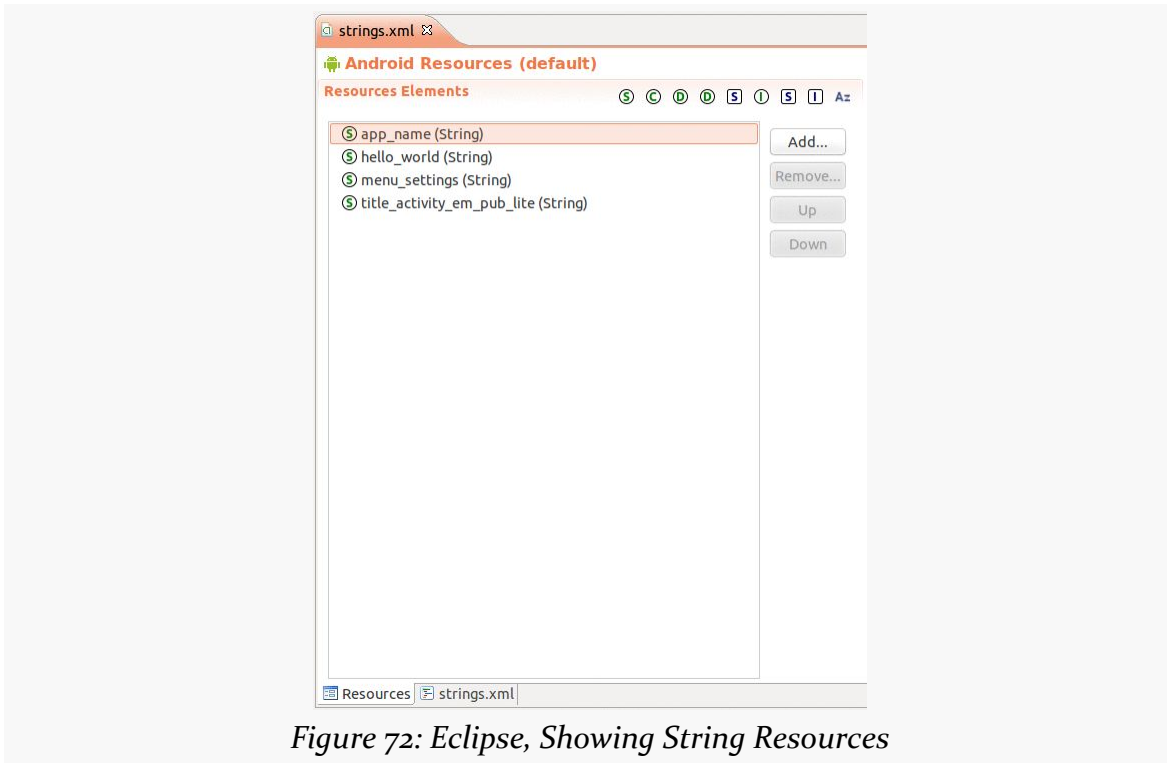 strings.xml
Android Resources (default)
Resources Elements
S C D D S I S I Az
S app_name (String)
S hello_world (String)
S menu_settings (String)
S title_activity_em_pub_lite (String)
Add...
Remove...
Up
Down
Resources strings.xml
Figure 72: Eclipse, Showing String Resources